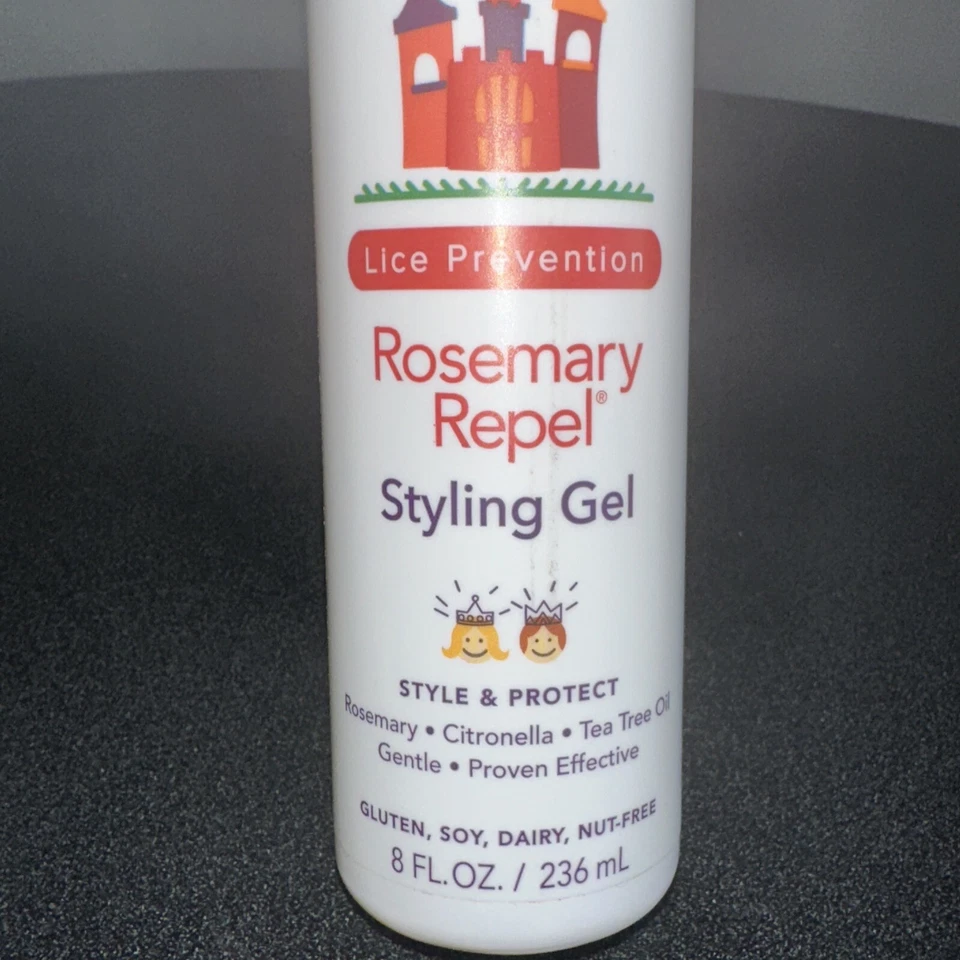 Lice Prevention
Rosemary
Repel®
Styling Gel
STYLE & PROTECT
Rosemary • Citronella • Tea Tree Oil
Gentle • Proven Effective
GLUTEN, SOY, DAIRY, NUT-FREE
8 FL.OZ. / 236 mL